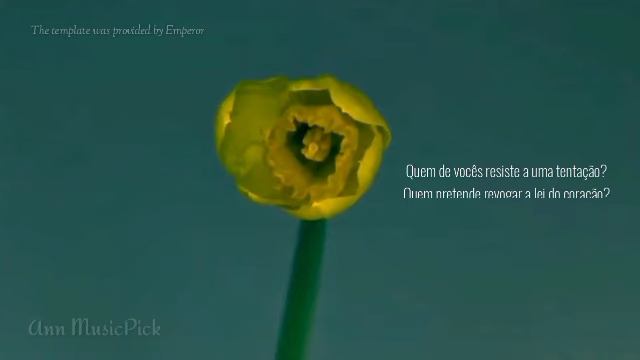 The template was provided by Emperor
Quem de vocês resiste a uma tentação?
Quem pretende revogar a lei do coração?
Ann MusicPick